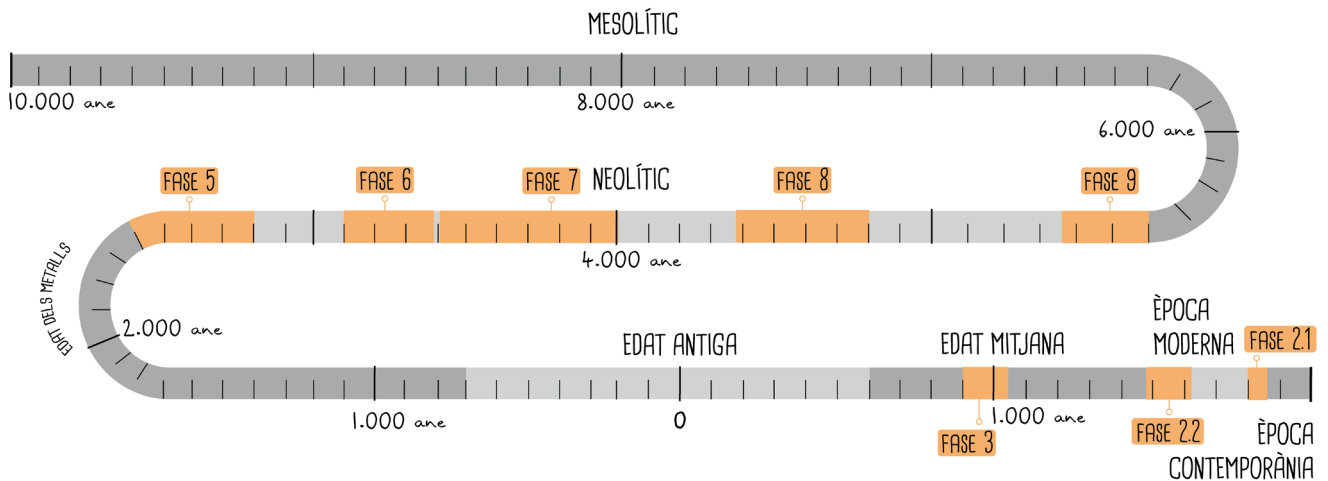 MESOLÍTIC
10.000 ane
8.000 ane
6.000 ane
FASE 5
FASE 6
FASE 7
NEOLÍTIC
FASE 8
FASE 9
4.000 ane
EDAT DELS METALLS
2.000 ane
EDAT ANTIGA
EDAT MITJANA
ÈPOCA
MODERNA
FASE 2.1
1.000 ane
0
1.000 ane
FASE 3
FASE 2.2
ÈPOCA
CONTEMPORÀNIA